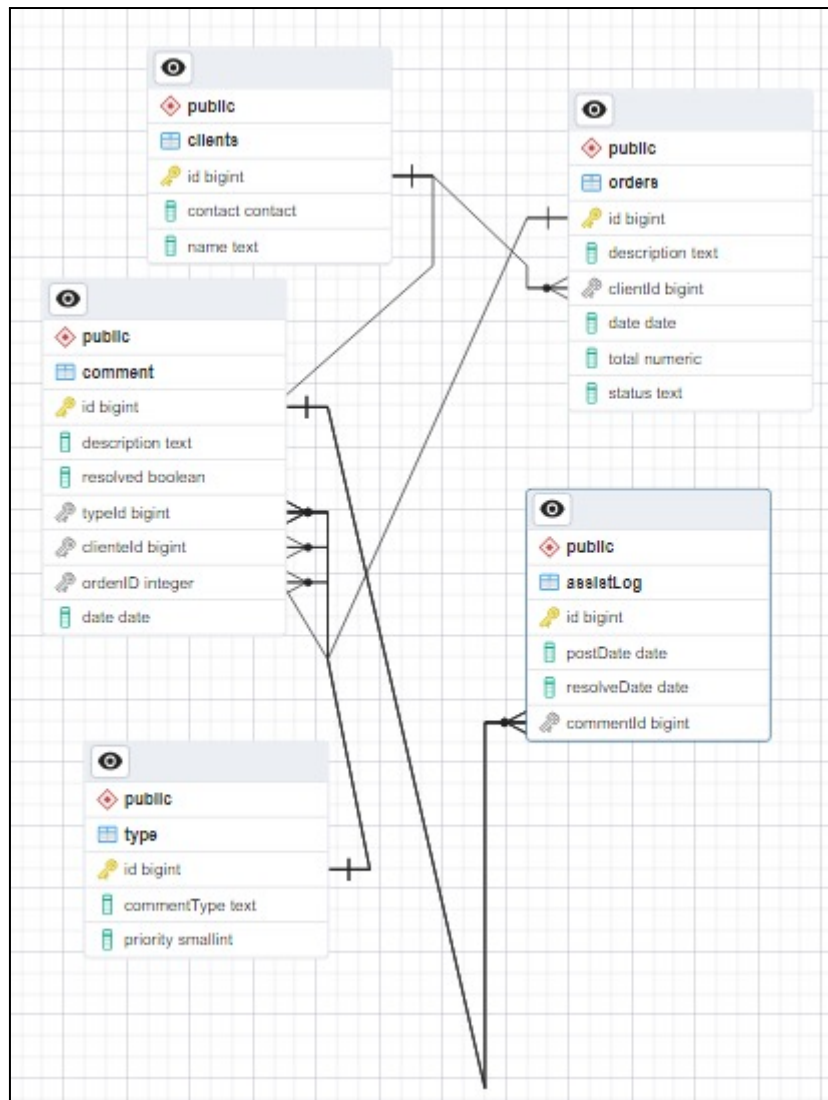 public
clients
id bigint
contact contact
name text
public
orders
id bigint
description text
clientId bigint
date date
total numeric
status text
public
comment
id bigint
description text
resolved boolean
typeId bigint
clienteId bigint
ordenID integer
date date
public
assistLog
id bigint
postDate date
resolveDate date
commentId bigint
public
type
id bigint
commentType text
priority smallint